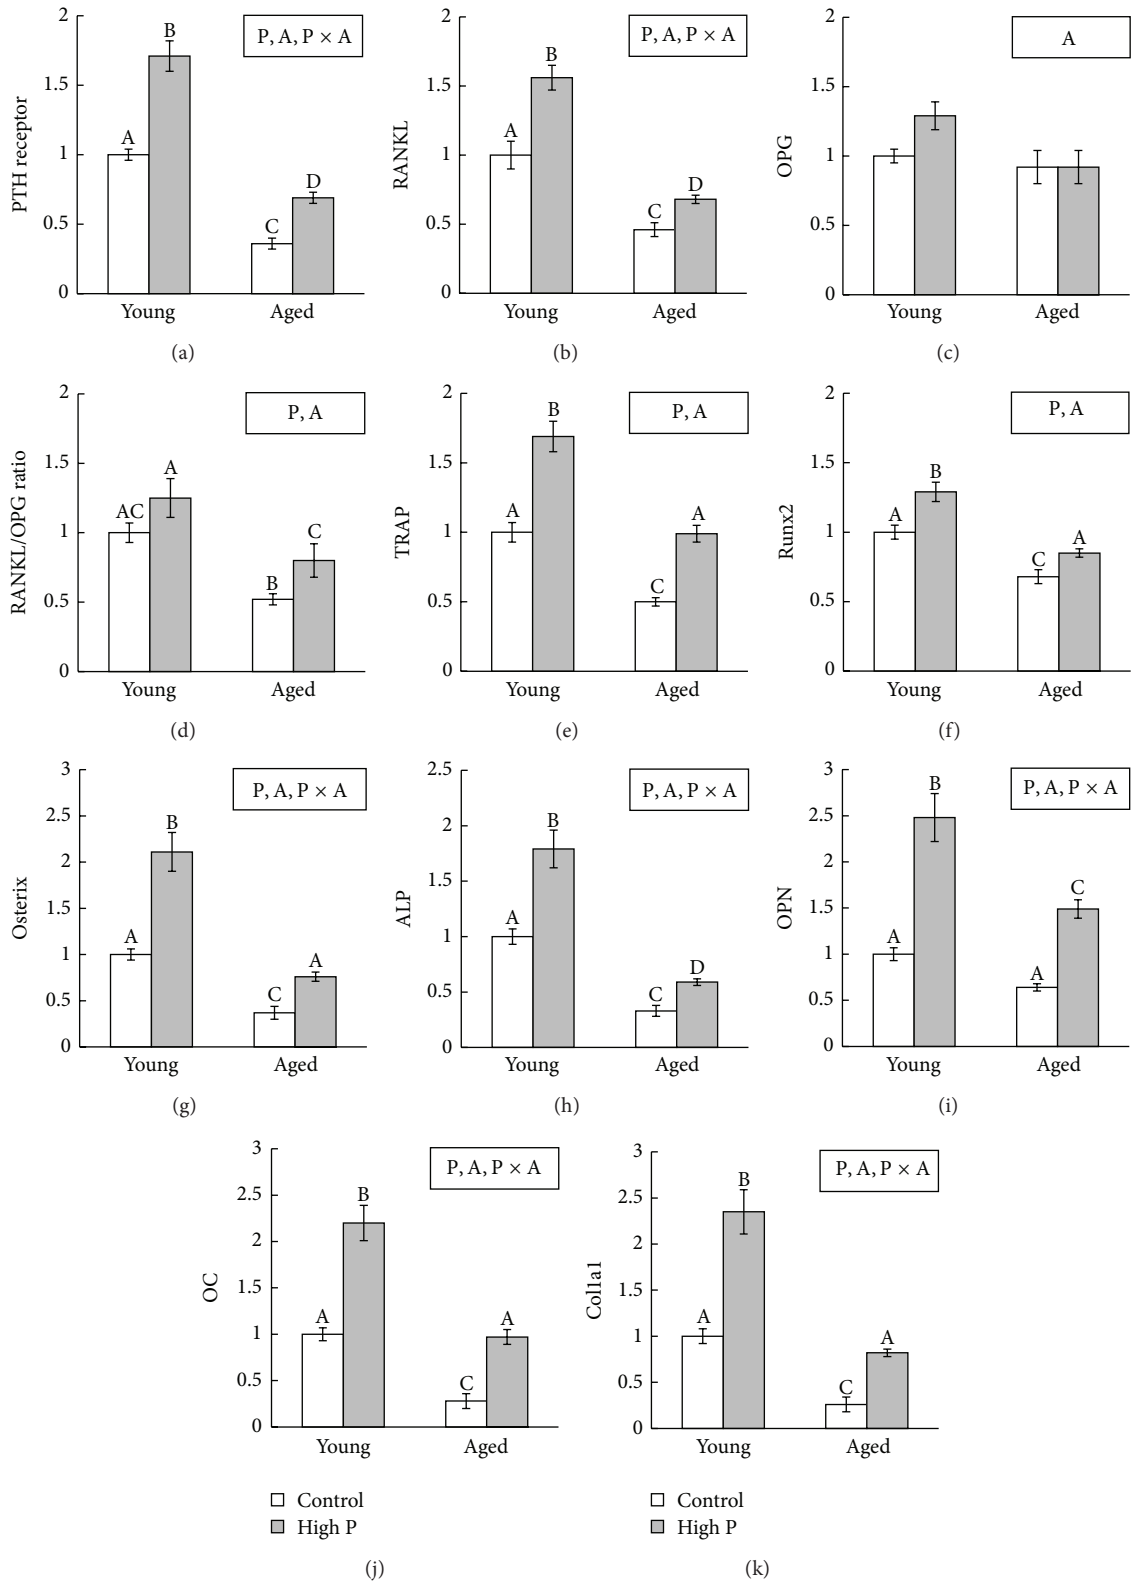 2
P, A, P × A
B
1.5
A
1
D
C
0.5
0
PTH receptor
Young Aged
(a)
2
P, A, P × A
B
1.5
A
1
D
C
0.5
0
RANKL
Young Aged
(b)
2
A
1.5
1
0.5
0
OPG
Young Aged
(c)
2
P, A
1.5
A
AC
1
C
B
0.5
0
RANKL/OPG ratio
Young Aged
(d)
2
P, A
B
1.5
A
A
1
C
0.5
0
TRAP
Young Aged
(e)
2
P, A
1.5
B
A
1
A
C
0.5
0
Runx2
Young Aged
(f)
3
P, A, P × A
2.5
B
2
1.5
A
A
1
C
0.5
0
Osterix
Young Aged
(g)
2.5
P, A, P × A
2
B
1.5
A
1
D
C
0.5
0
ALP
Young Aged
(h)
3
P, A, P × A
B
2.5
2
C
1.5
A
1
A
0.5
0
OPN
Young Aged
(i)
3
P, A, P × A
2.5
B
2
1.5
A
A
1
C
0.5
0
OC
Young Aged
Control
High P
(j)
3
P, A, P × A
B
2.5
2
1.5
A
A
1
C
0.5
0
Col1a1
Young Aged
Control
High P
(k)